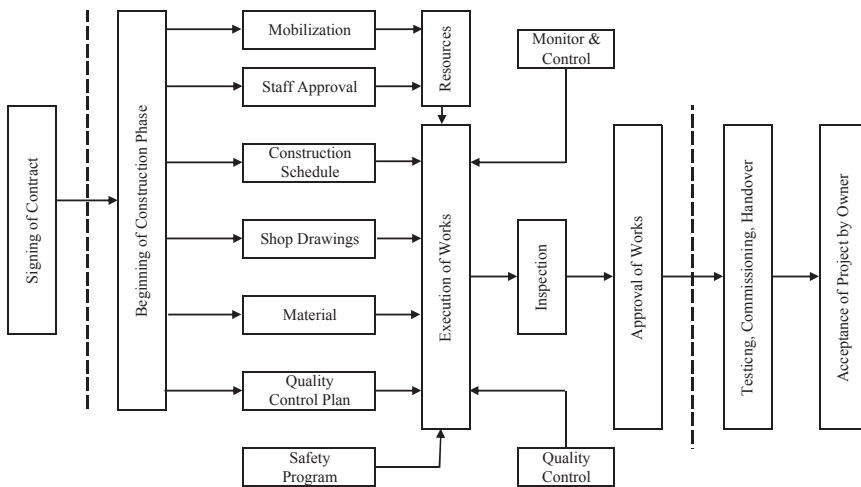 Signing of Contract
Beginning of Construction Phase
Mobilization
Staff Approval
Construction
Schedule
Shop Drawings
Material
Quality
Control Plan
Safety
Program
Resources
Execution of Works
Monitor &
Control
Inspection
Quality
Control
Approval of Works
Testicng, Commissioning, Handover
Acceptance of Project by Owner